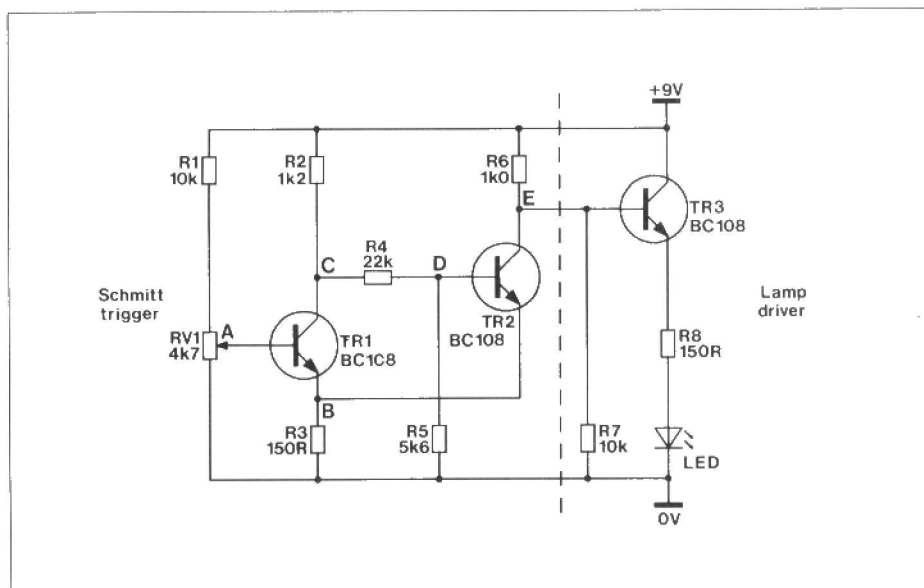 +9V
R1
10k
R2
1k2
R6
1k0
E
TR3
BC108
R4
22k
C
D
Schmitt
trigger
RV1
4k7
A
TR1
BC1C8
TR2
BC108
Lamp
driver
R8
150R
B
R3
150R
R5
5k6
R7
10k
LED
0V